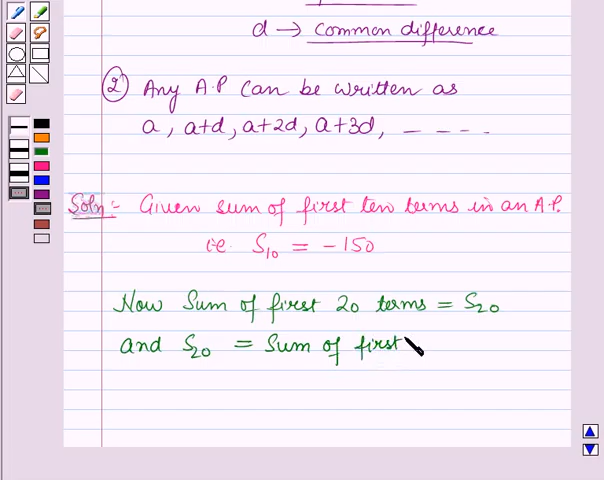 d → common difference
② Any A.P can be written as
a, a+d, a+2d, a+3d, – – – –
Soln:- Given sum of first ten terms in an A.P.
i.e. S₁₀ = -150
Now Sum of first 20 terms = S₂₀
and S₂₀ = Sum of first